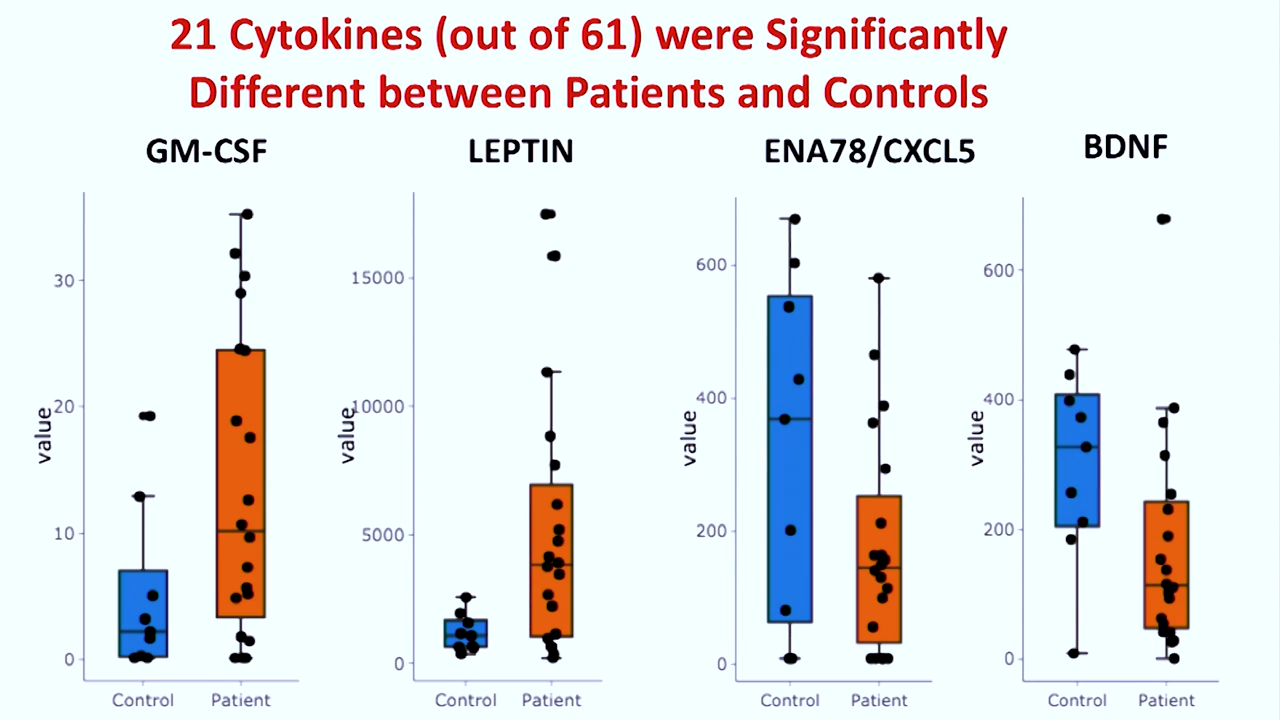 21 Cytokines (out of 61) were Significantly
Different between Patients and Controls
GM-CSF
LEPTIN
ENA78/CXCL5
BDNF
value
30
20
10
0
Control
Patient
value
15000
10000
5000
0
Control
Patient
value
600
400
200
0
Control
Patient
value
600
400
200
0
Control
Patient